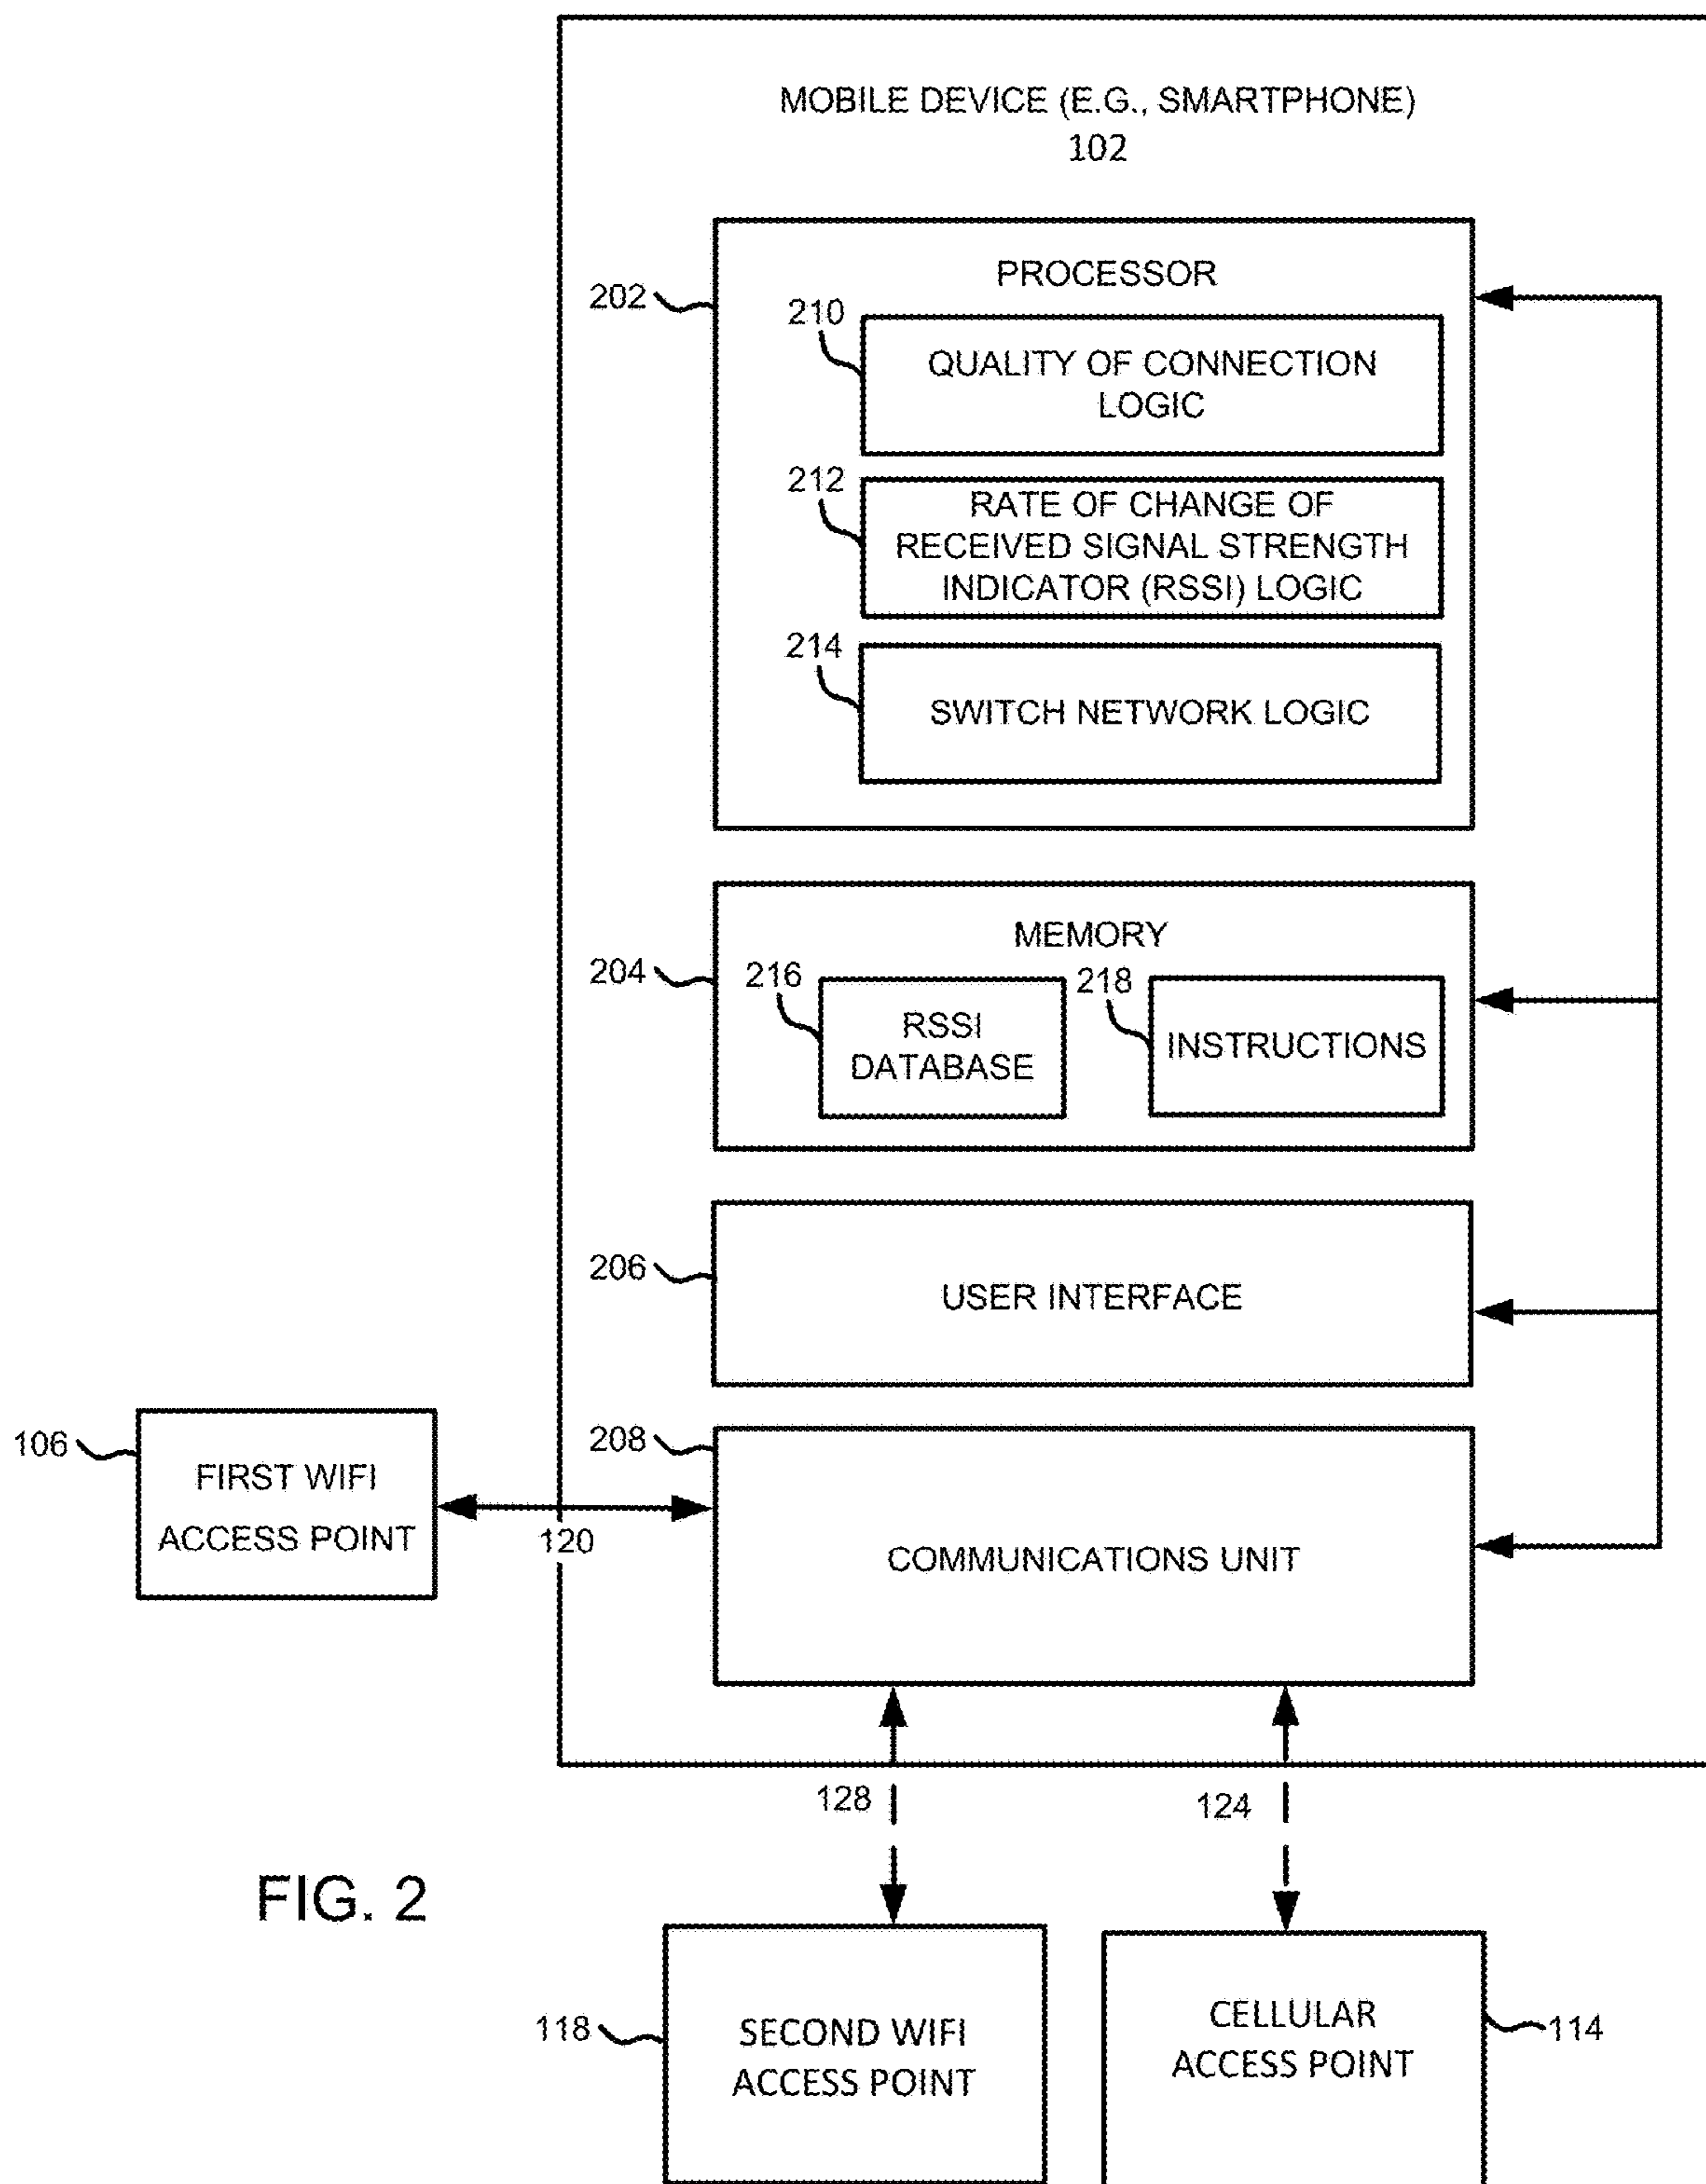 MOBILE DEVICE (E.G., SMARTPHONE)
102
PROCESSOR
202
210
QUALITY OF CONNECTION
LOGIC
212
RATE OF CHANGE OF
RECEIVED SIGNAL STRENGTH
INDICATOR (RSSI) LOGIC
214
SWITCH NETWORK LOGIC
MEMORY
204
216
RSSI
DATABASE
218
INSTRUCTIONS
206
USER INTERFACE
106
FIRST WIFI
ACCESS POINT
120
208
COMMUNICATIONS UNIT
128
124
FIG. 2
118
SECOND WIFI
ACCESS POINT
CELLULAR
ACCESS POINT
114